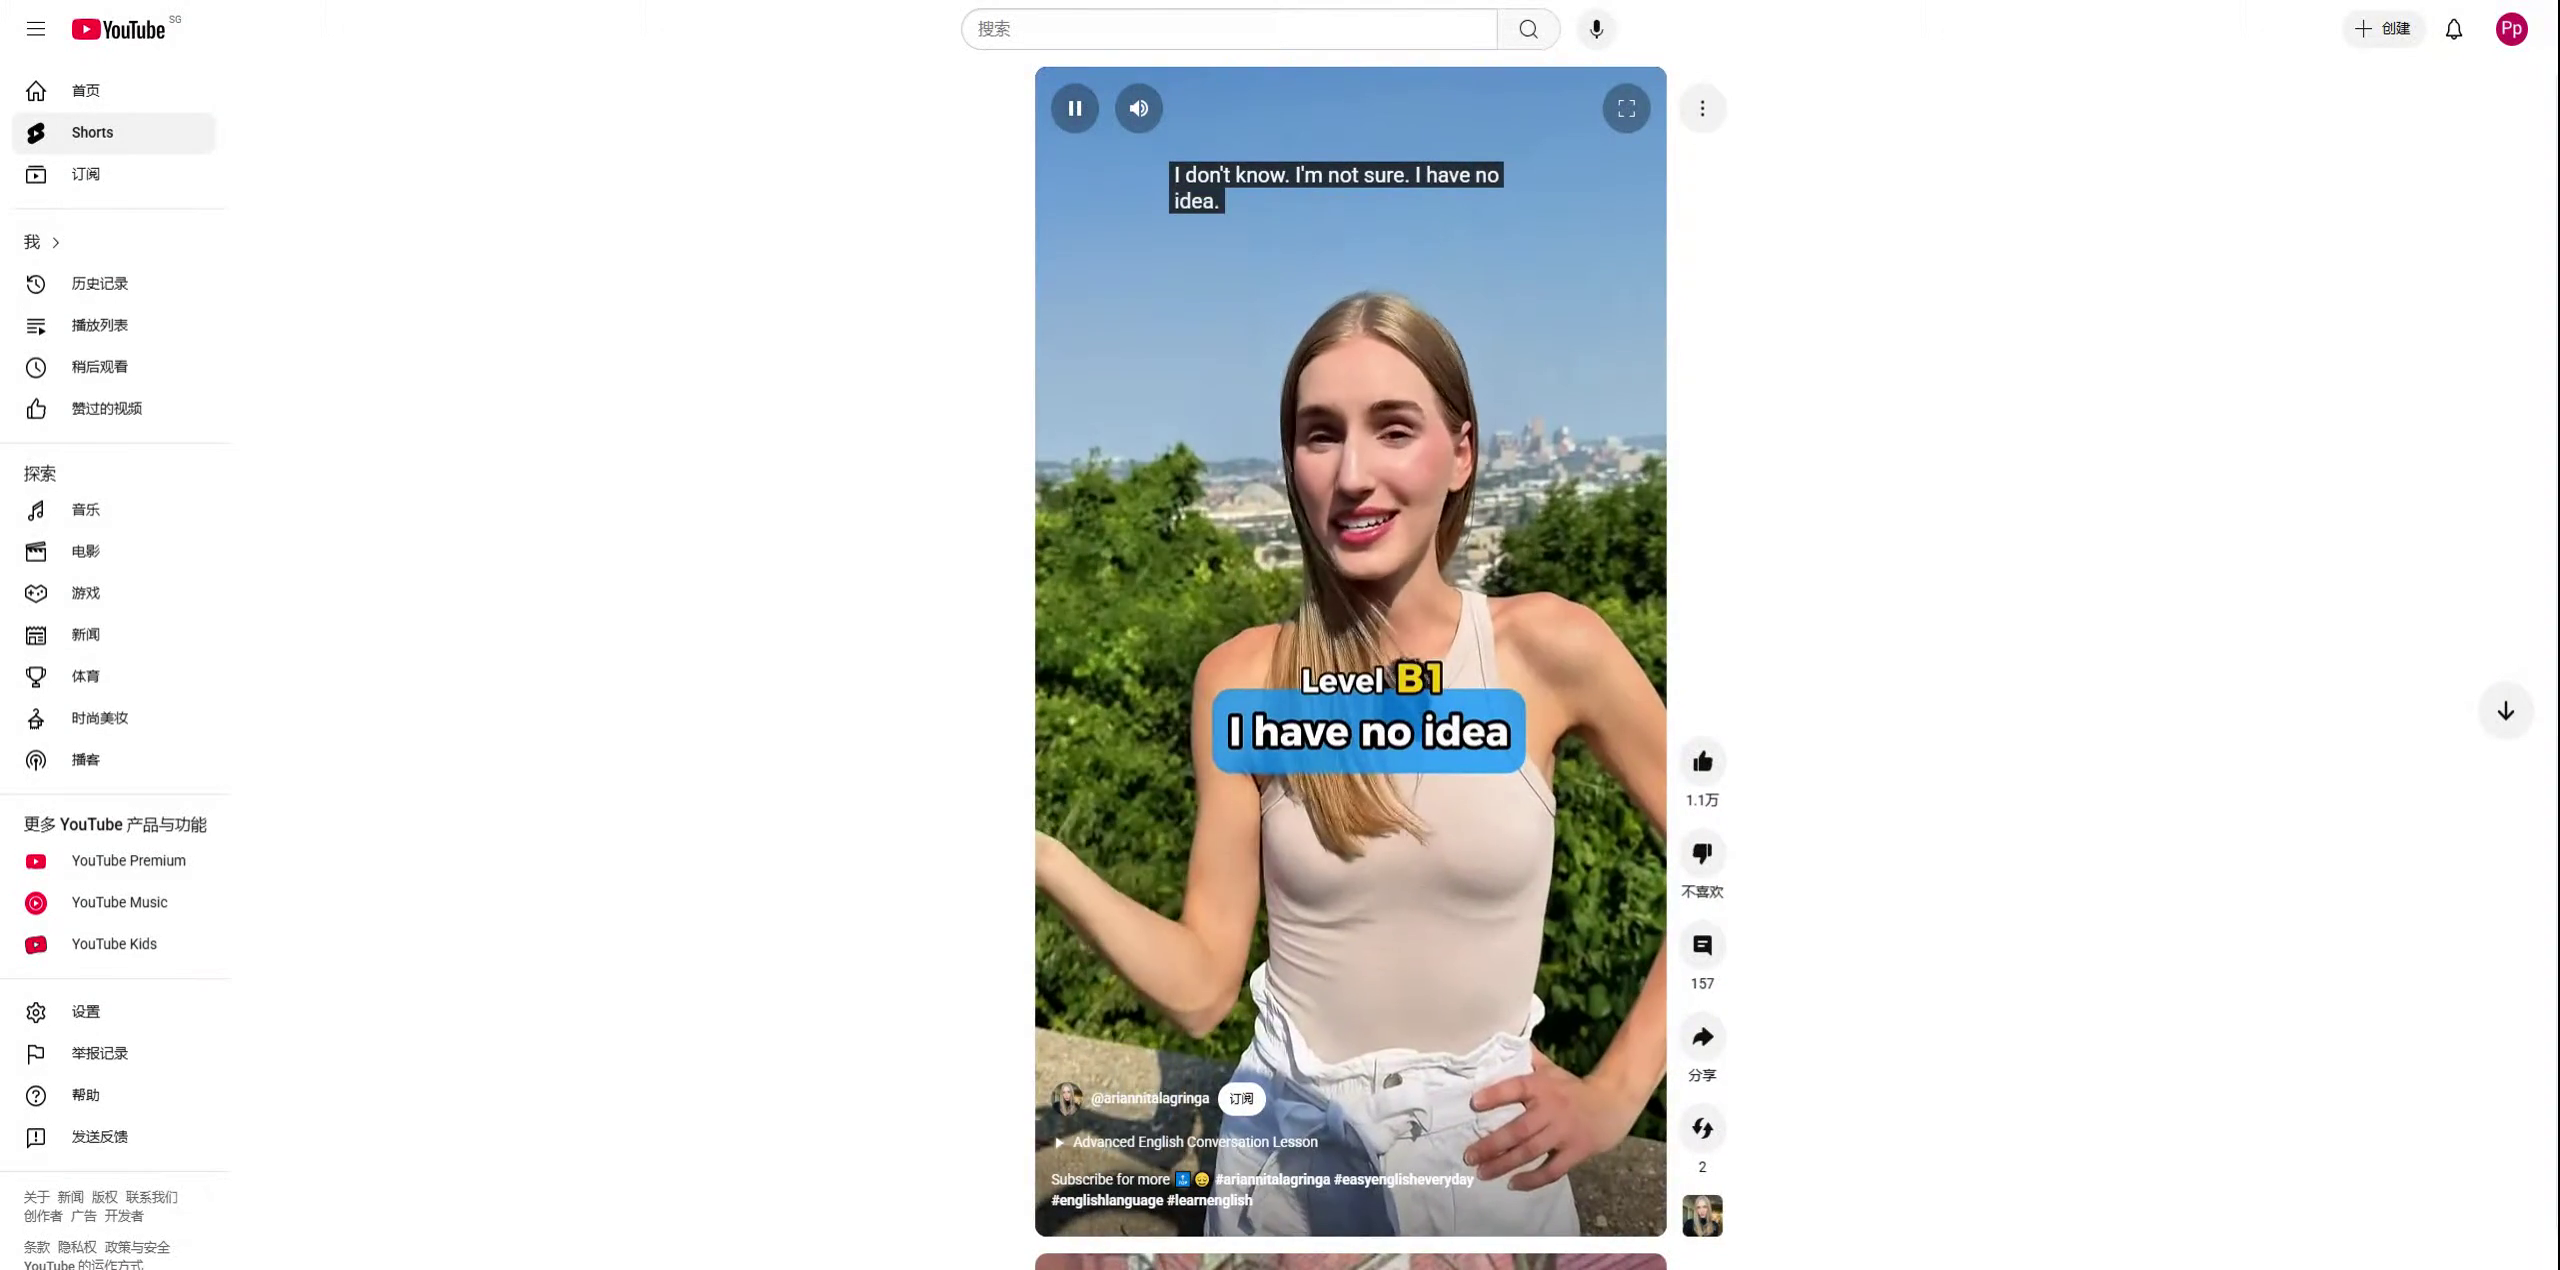 YouTube SG
搜索
创建
Pp
首页
Shorts
订阅
我
历史记录
播放列表
稍后观看
赞过的视频
探索
音乐
电影
游戏
新闻
体育
时尚美妆
播客
更多 YouTube 产品与功能
YouTube Premium
YouTube Music
YouTube Kids
设置
举报记录
帮助
发送反馈
关于 新闻 版权 联系我们
创作者 广告 开发者
条款 隐私权 政策与安全
YouTube 的运作方式
I don't know. I'm not sure. I have no
idea.
Level B1
I have no idea
@ariannitalagringa 订阅
Advanced English Conversation Lesson
Subscribe for more 🔝😔 #ariannitalagringa #easyenglisheveryday
#englishlanguage #learnenglish
1.1万
不喜欢
157
分享
2